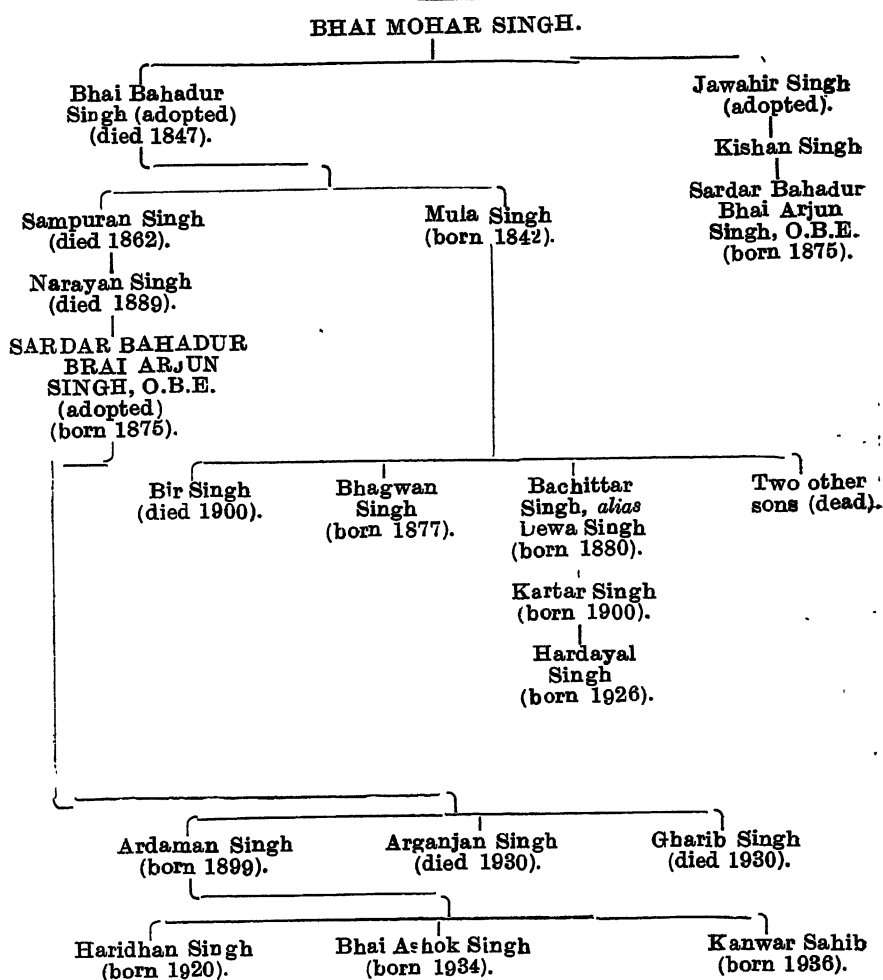 BHAI MOHAR SINGH.
Bhai Bahadur
Singh (adopted)
(died 1847).
Jawahir Singh
(adopted).
Kishan Singh
Sardar Bahadur
Bhai Arjun
Singh, O.B.E.
(born 1875).
Sampuran Singh
(died 1862).
Mula Singh
(born 1842).
Narayan Singh
(died 1889).
SARDAR BAHADUR
BRAI ARJUN
SINGH, O.B.E.
(adopted)
(born 1875).
Bir Singh
(died 1900).
Bhagwan
Singh
(born 1877).
Bachittar
Singh, alias
Dewa Singh
(born 1880).
Two other
sons (dead).
Kartar Singh
(born 1900).
Hardayal
Singh
(born 1926).
Ardaman Singh
(born 1899).
Arganjan Singh
(died 1930).
Gharib Singh
(died 1930).
Haridhan Singh
(born 1920).
Bhai Ashok Singh
(born 1934).
Kanwar Sahib
(born 1936).